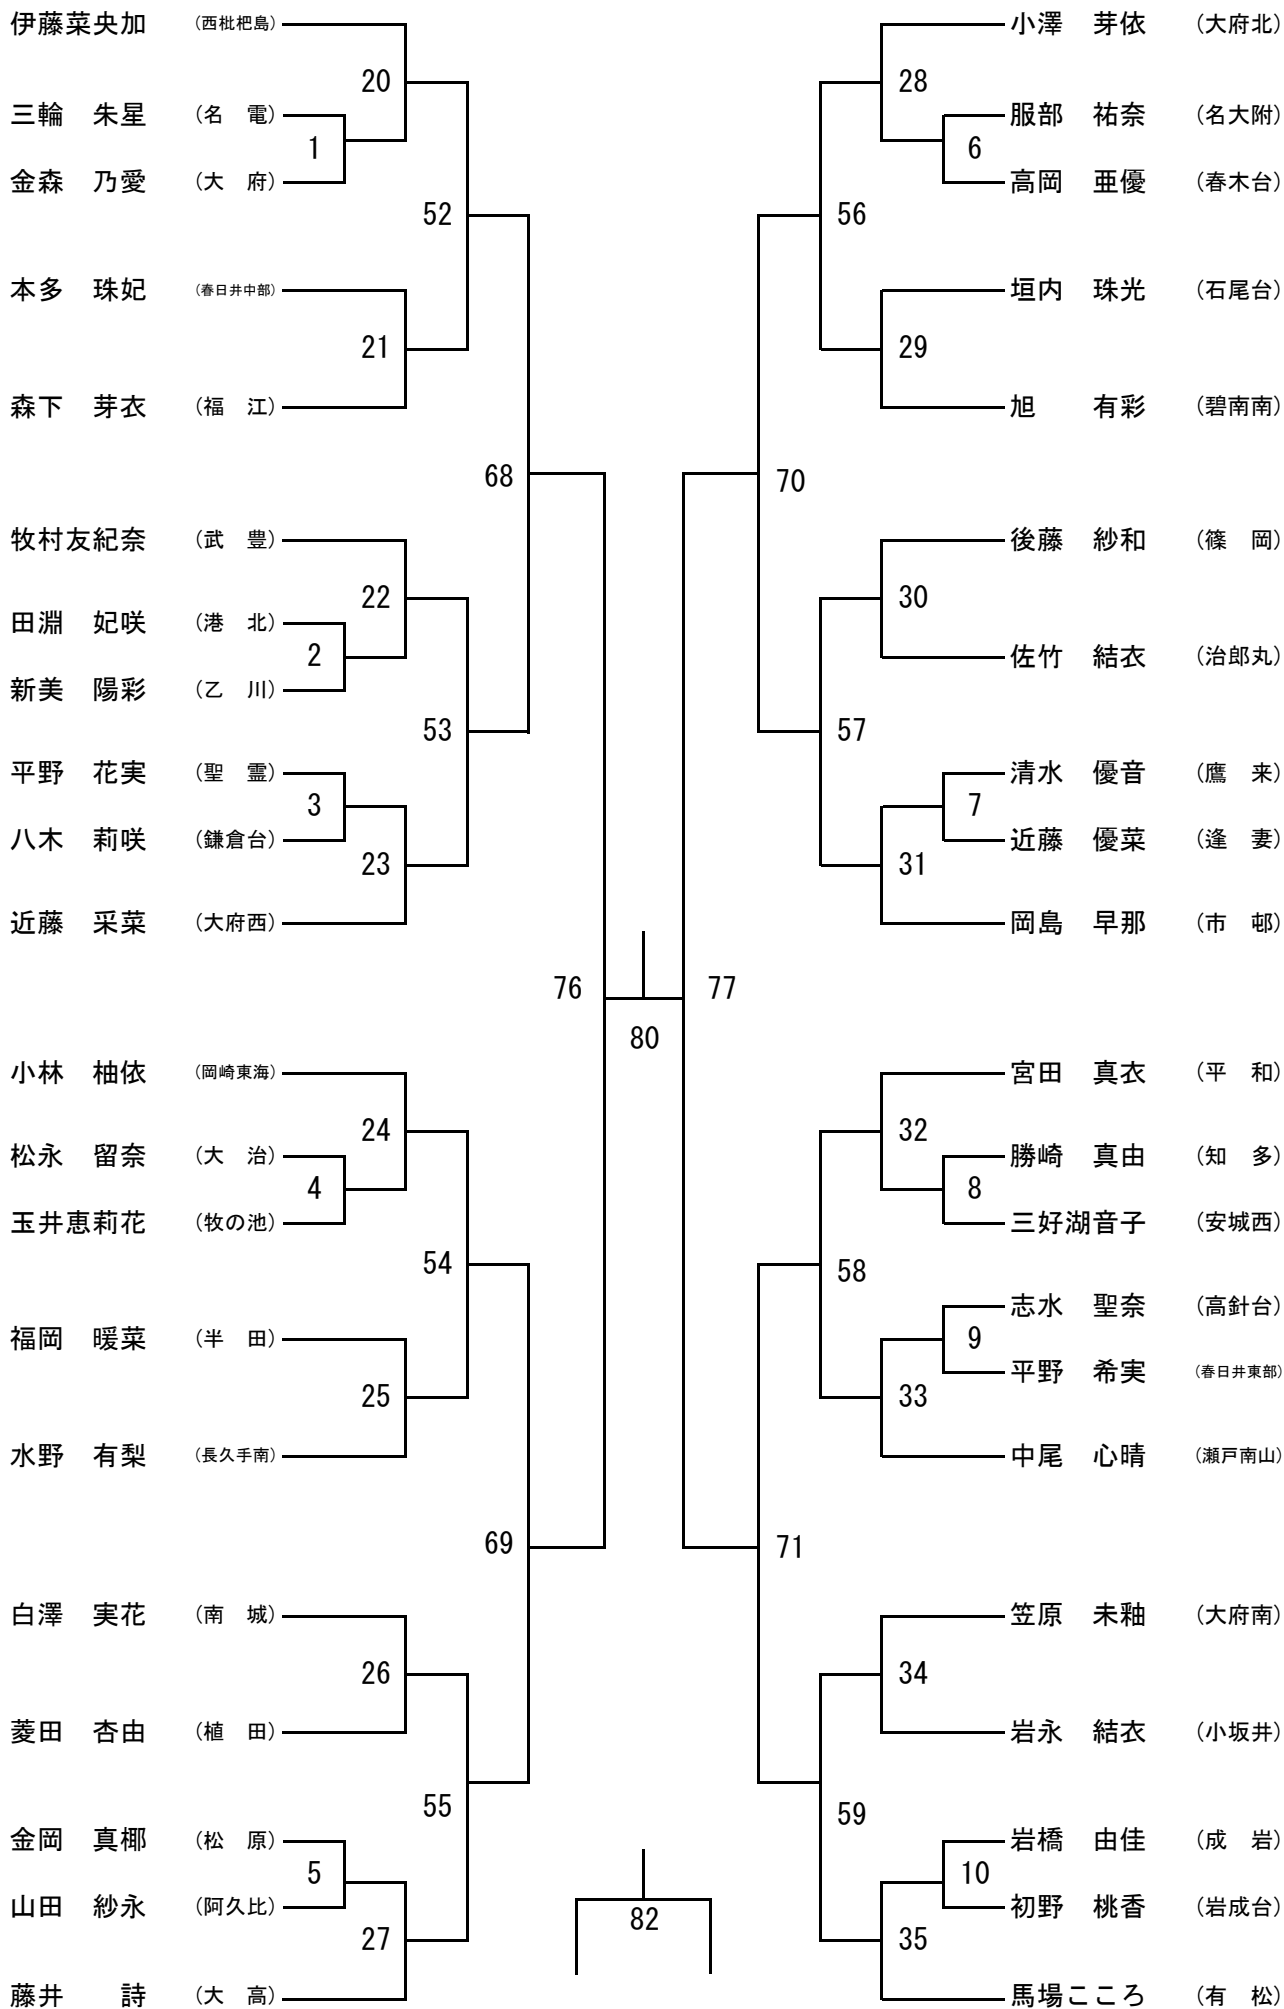 伊藤菜央加 （西枇杷島）
20
三輪 朱星 （名 電）
1
金森 乃愛 （大 府）
52
本多 珠妃 （春日井中部）
21
森下 芽衣 （福 江）
68
牧村友紀奈 （武 豊）
22
田淵 妃咲 （港 北）
2
新美 陽彩 （乙 川）
53
平野 花実 （聖 霊）
3
八木 莉咲 （鎌倉台）
23
近藤 采菜 （大府西）
76
小林 柚依 （岡崎東海）
24
松永 留奈 （大 治）
4
玉井恵莉花 （牧の池）
54
福岡 暖菜 （半 田）
25
水野 有梨 （長久手南）
69
白澤 実花 （南 城）
26
菱田 杏由 （植 田）
55
金岡 真椰 （松 原）
5
山田 紗永 （阿久比）
27
藤井 詩 （大 高）
80
82
小澤 芽依 （大府北）
28
服部 祐奈 （名大附）
6
高岡 亜優 （春木台）
56
垣内 珠光 （石尾台）
29
旭 有彩 （碧南南）
70
後藤 紗和 （篠 岡）
30
佐竹 結衣 （治郎丸）
57
清水 優音 （鷹 来）
7
近藤 優菜 （逢 妻）
31
岡島 早那 （市 邨）
77
宮田 真衣 （平 和）
32
勝崎 真由 （知 多）
8
三好湖音子 （安城西）
58
志水 聖奈 （高針台）
9
平野 希実 （春日井東部）
33
中尾 心晴 （瀬戸南山）
71
笠原 未釉 （大府南）
34
岩永 結衣 （小坂井）
59
岩橋 由佳 （成 岩）
10
初野 桃香 （岩成台）
35
馬場こころ （有 松）